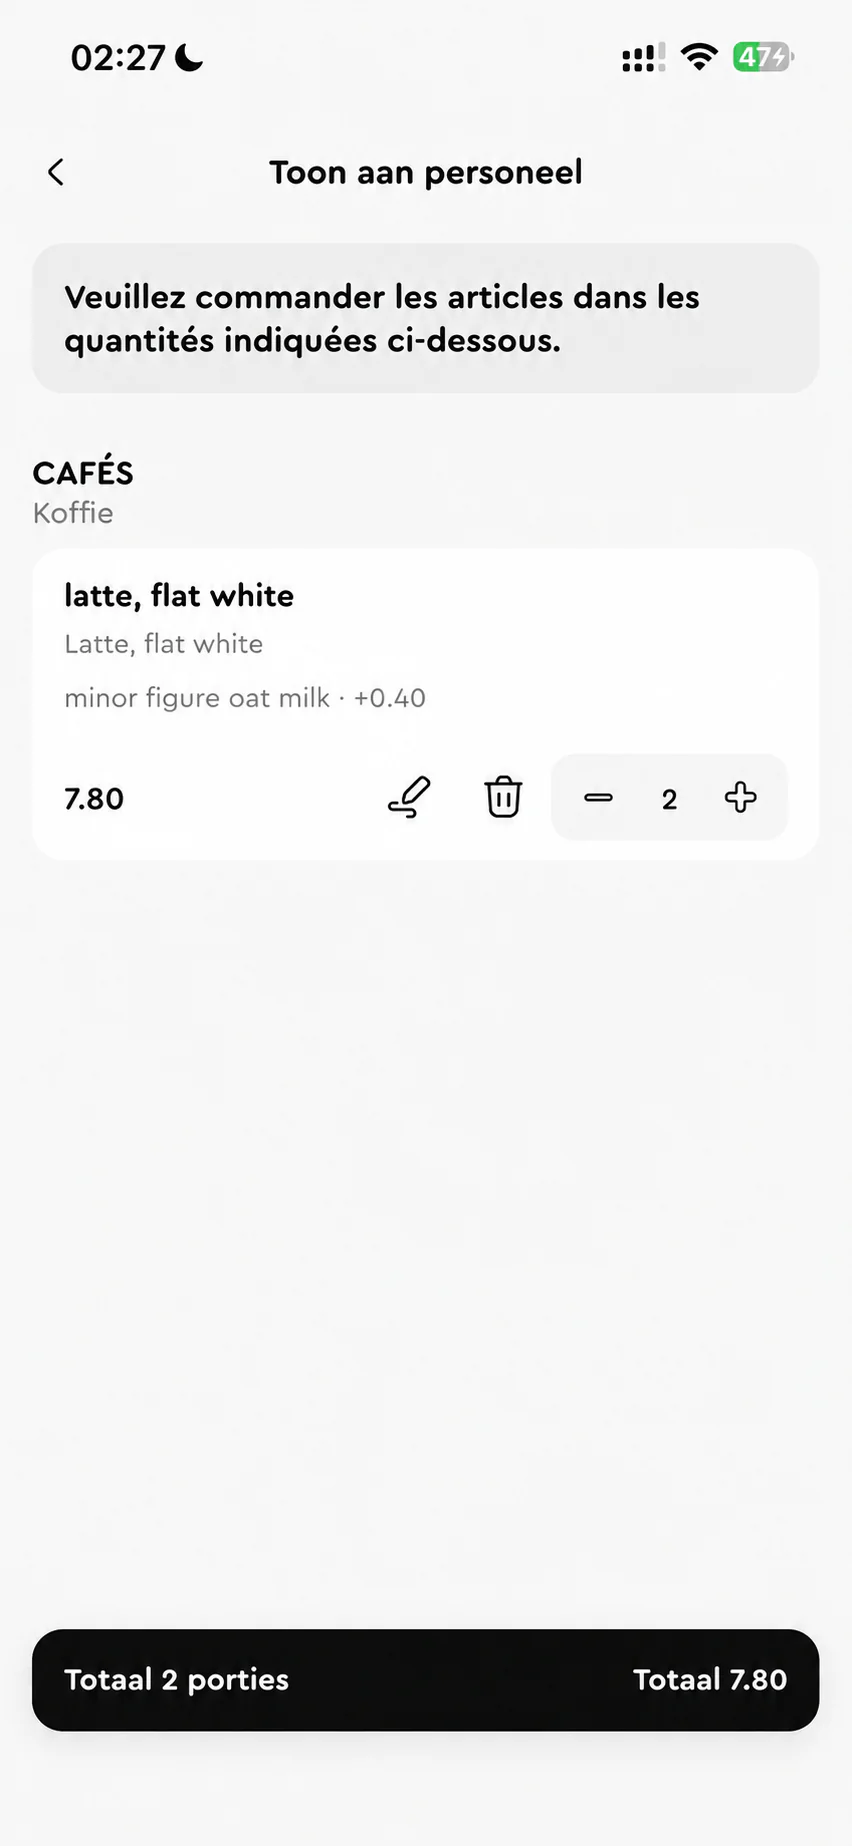 02:27
47
Toon aan personeel
Veuillez commander les articles dans les
quantités indiquées ci-dessous.
CAFÉS
Koffie
latte, flat white
Latte, flat white
minor figure oat milk · +0.40
7.80
2
Totaal 2 porties
Totaal 7.80